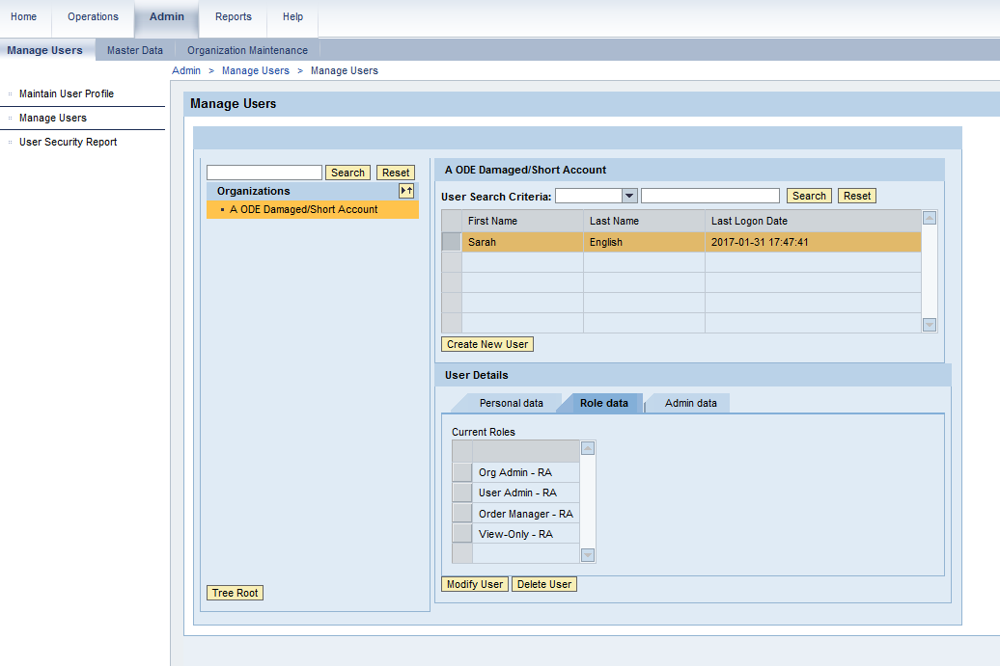 Home Operations Admin Reports Help
Manage Users Master Data Organization Maintenance
Admin > Manage Users > Manage Users
Maintain User Profile
Manage Users
User Security Report
Manage Users
Search Reset
Organizations
A ODE Damaged/Short Account
Tree Root
A ODE Damaged/Short Account
User Search Criteria: Search Reset
First Name Last Name Last Logon Date
Sarah English 2017-01-31 17:47:41
Create New User
User Details
Personal data Role data Admin data
Current Roles
Org Admin - RA
User Admin - RA
Order Manager - RA
View-Only - RA
Modify User Delete User